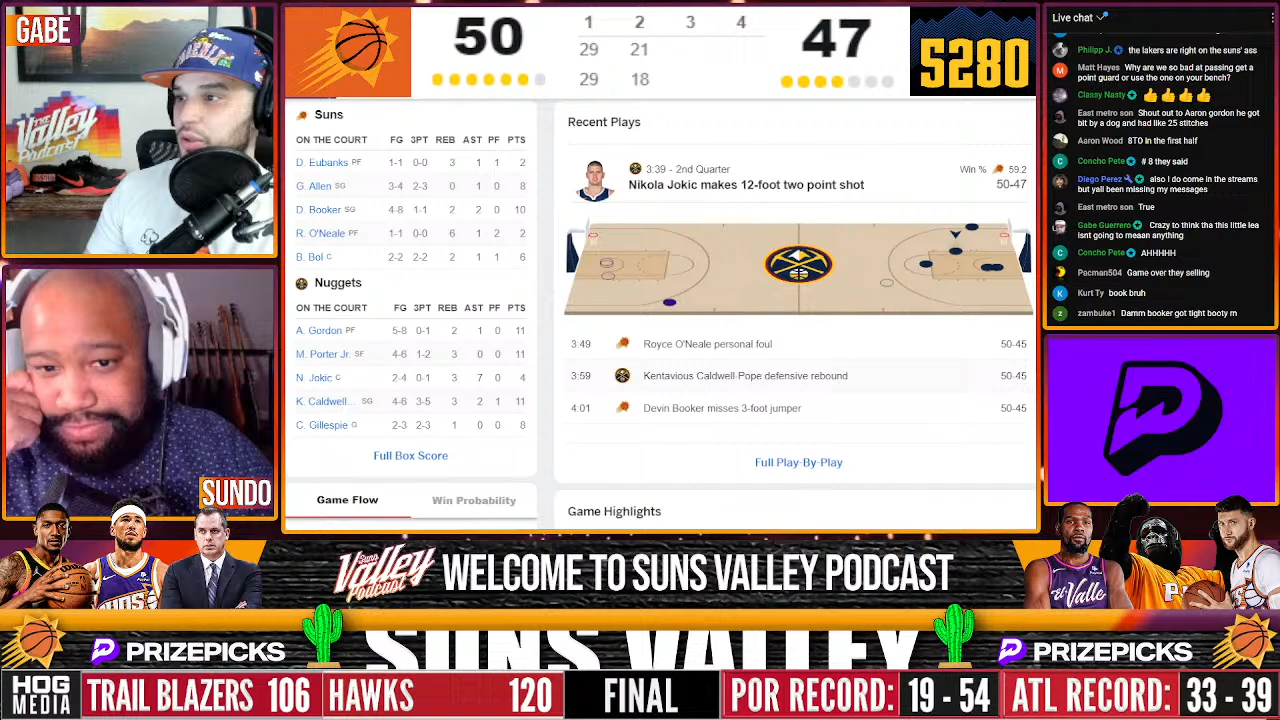 GABE
The
Valley
Podcast
SUNDO
50
47
1 2 3 4
29 21
29 18
5280
Suns
ON THE COURT FG 3PT REB AST PF PTS
D. Eubanks PF 1-1 0-0 3 1 1 2
G. Allen SG 3-4 2-3 0 1 0 8
D. Booker SG 4-8 1-1 2 2 0 10
R. O'Neale PF 1-1 0-0 6 1 2 2
B. Bol C 2-2 2-2 2 1 1 6
Nuggets
ON THE COURT FG 3PT REB AST PF PTS
A. Gordon PF 5-8 0-1 2 1 0 11
M. Porter Jr. SF 4-6 1-2 3 0 0 11
N. Jokic C 2-4 0-1 3 7 0 4
K. Caldwell... SG 4-6 3-5 3 2 1 11
C. Gillespie G 2-3 2-3 1 0 0 8
Full Box Score
Game Flow
Win Probability
Recent Plays
3:39 - 2nd Quarter
Win % 59.2
Nikola Jokic makes 12-foot two point shot
50-47
3:49 Royce O'Neale personal foul 50-45
3:59 Kentavious Caldwell-Pope defensive rebound 50-45
4:01 Devin Booker misses 3-foot jumper 50-45
Full Play-By-Play
Game Highlights
Live chat
Philipp J. the lakers are right on the suns' ass
Matt Hayes Why are we so bad at passing get a
point guard or use the one on your bench?
Classy Nasty 👍👍👍👍
East metro son Shout out to Aaron gordon he got
bit by a dog and had like 25 stitches
Aaron Wood 8TO in the first half
Concho Pete # 8 they said
Diego Perez also I do come in the streams
but yall been missing my messages
East metro son True
Gabe Guerrero Crazy to think tha this little lea
isnt going to meaan anything
Concho Pete AHHHHH
Pacman504 Game over they selling
Kurt Ty book bruh
zambuke1 Damm booker got tight booty m
Suns
Valley
Podcast
WELCOME TO SUNS VALLEY PODCAST
SUNS
El Valle
PRIZEPICKS
SUNS VALLEY
PRIZEPICKS
HOG
MEDIA
TRAIL BLAZERS 106 HAWKS 120 FINAL POR RECORD: 19 - 54 ATL RECORD: 33 - 39